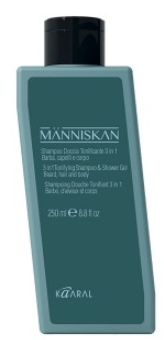 MÄNNISKAN
Shampoo Doccia Tonificante 3 in 1
Barba, capelli e corpo
3 in 1 Tonifying Shampoo & Shower Gel
Beard, hair and body
Shampooing Douche Tonifiant 3 in 1
Barbe, cheveux et corps
250 ml e 8.8 fl oz
KAARAL